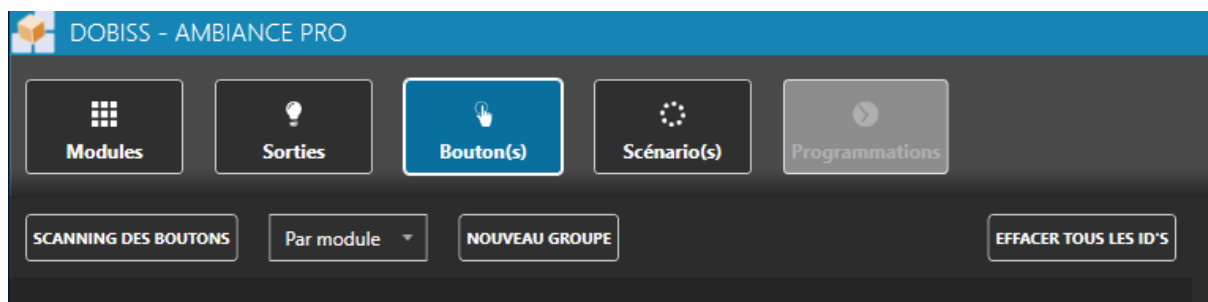 DOBISS - AMBIANCE PRO
Modules
Sorties
Bouton(s)
Scénario(s)
Programmations
SCANNING DES BOUTONS
Par module
NOUVEAU GROUPE
EFFACER TOUS LES ID'S